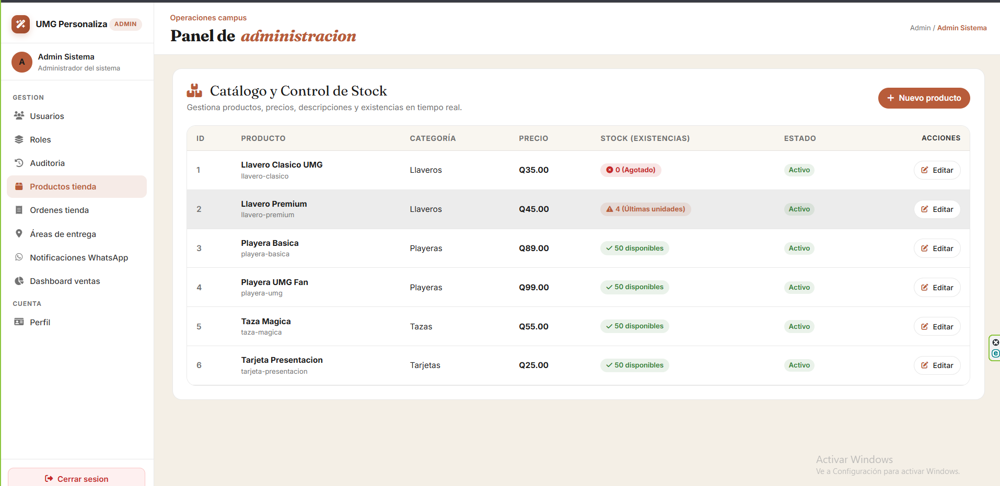 UMG Personaliza ADMIN
Admin Sistema
A
Administrador del sistema
GESTION
Usuarios
Roles
Auditoria
Productos tienda
Ordenes tienda
Áreas de entrega
Notificaciones WhatsApp
Dashboard ventas
CUENTA
Perfil
Cerrar sesion
Operaciones campus
Panel de administracion
Admin / Admin Sistema
Catálogo y Control de Stock
Gestiona productos, precios, descripciones y existencias en tiempo real.
+ Nuevo producto
ID PRODUCTO CATEGORÍA PRECIO STOCK (EXISTENCIAS) ESTADO ACCIONES
1 Llavero Clasico UMG Llaveros Q35.00 0 (Agotado) Activo Editar
llavero-clasico
2 Llavero Premium Llaveros Q45.00 4 (Últimas unidades) Activo Editar
llavero-premium
3 Playera Basica Playeras Q89.00 50 disponibles Activo Editar
playera-basica
4 Playera UMG Fan Playeras Q99.00 50 disponibles Activo Editar
playera-umg
5 Taza Magica Tazas Q55.00 50 disponibles Activo Editar
taza-magica
6 Tarjeta Presentacion Tarjetas Q25.00 50 disponibles Activo Editar
tarjeta-presentacion
Activar Windows
Ve a Configuración para activar Windows.